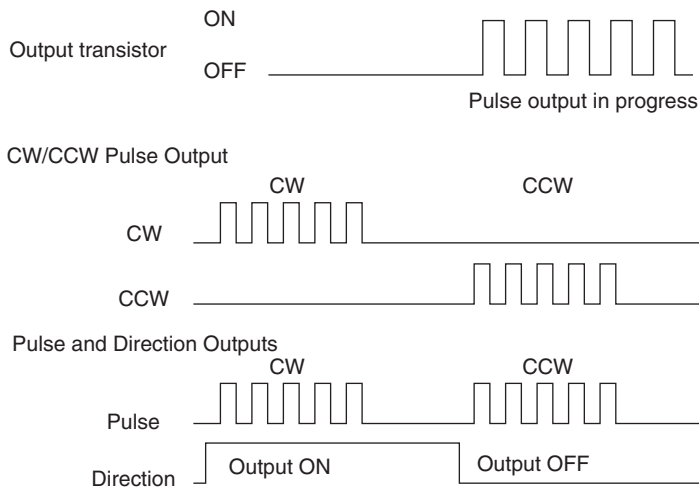 ON
Output transistor
OFF
Pulse output in progress
CW/CCW Pulse Output
CW CCW
CW
CCW
Pulse and Direction Outputs
CW CCW
Pulse
Output ON Output OFF
Direction